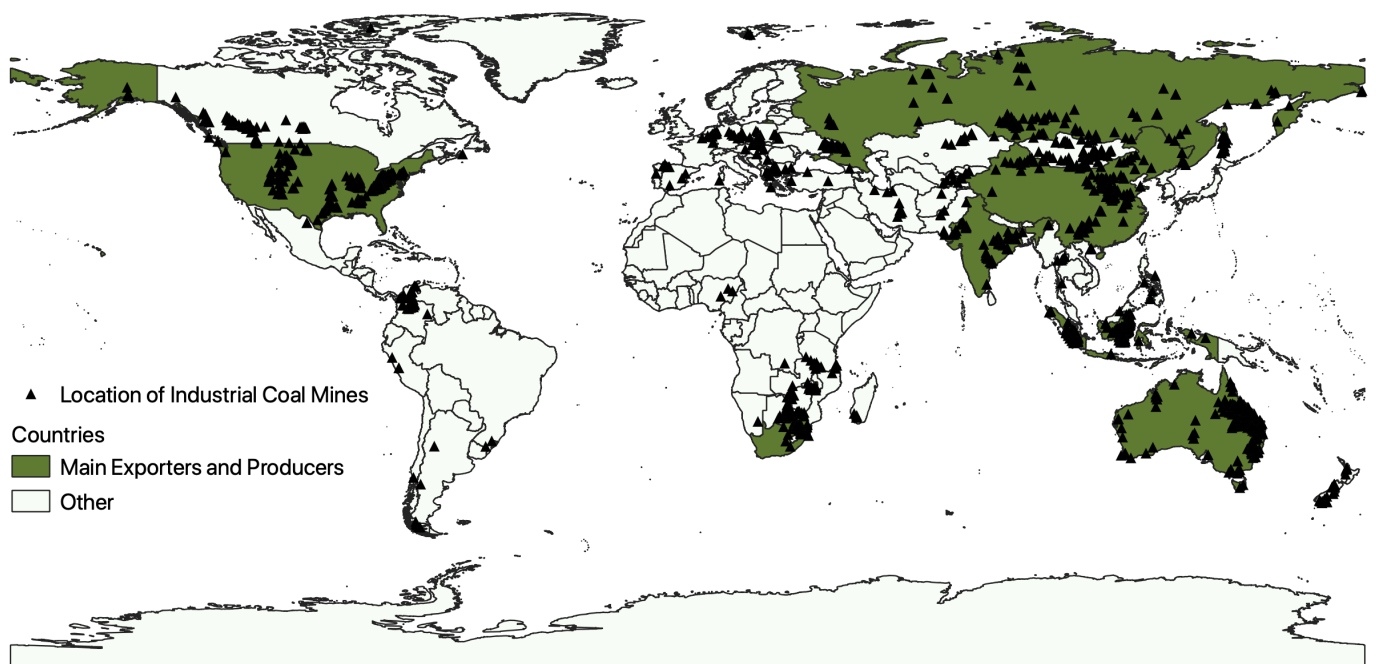 Location of Industrial Coal Mines
Countries
Main Exporters and Producers
Other